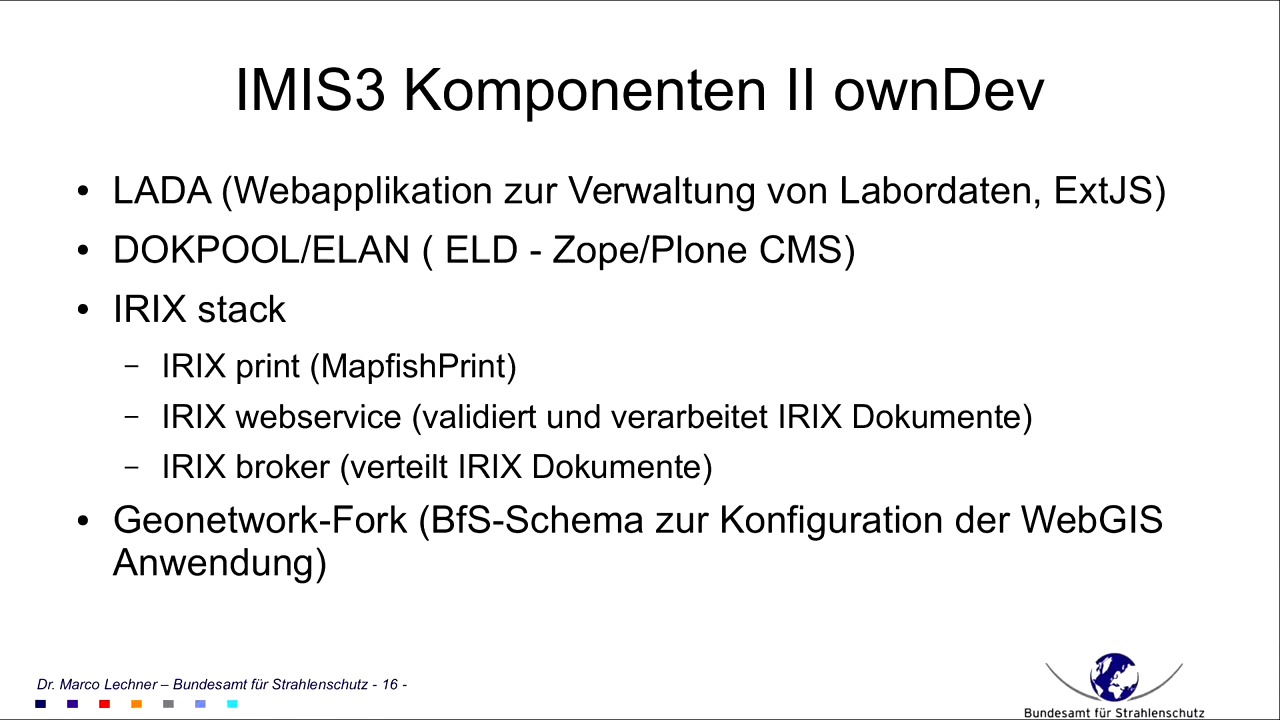 IMIS3 Komponenten II ownDev
• LADA (Webapplikation zur Verwaltung von Labordaten, ExtJS)
• DOKPOOL/ELAN ( ELD - Zope/Plone CMS)
• IRIX stack
– IRIX print (MapfishPrint)
– IRIX webservice (validiert und verarbeitet IRIX Dokumente)
– IRIX broker (verteilt IRIX Dokumente)
• Geonetwork-Fork (BfS-Schema zur Konfiguration der WebGIS
Anwendung)
Dr. Marco Lechner – Bundesamt für Strahlenschutz - 16 -
Bundesamt für Strahlenschutz